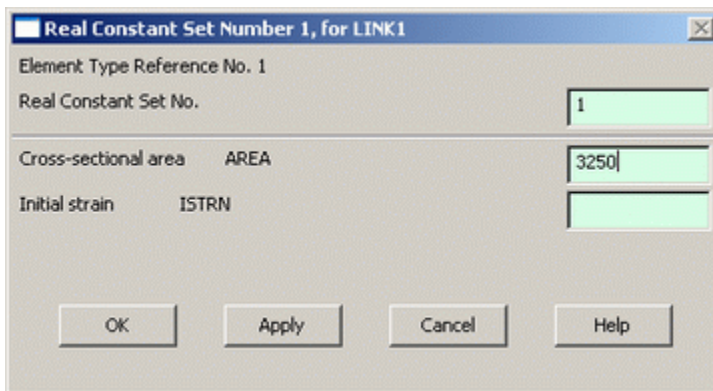 Real Constant Set Number 1, for LINK1
Element Type Reference No. 1
Real Constant Set No. 1
Cross-sectional area AREA 3250
Initial strain ISTRN
OK Apply Cancel Help